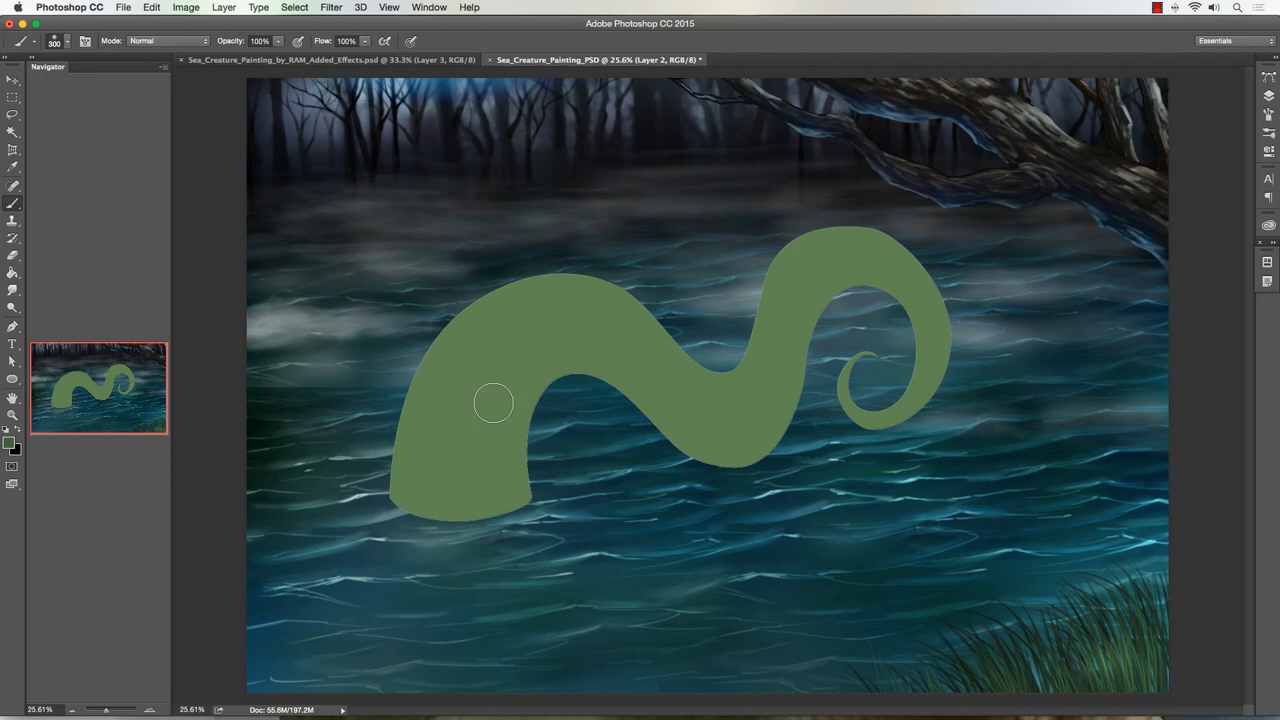 Photoshop CC File Edit Image Layer Type Select Filter 3D View Window Help
Adobe Photoshop CC 2015
300 Mode: Normal Opacity: 100% Flow: 100% Essentials
× Sea_Creature_Painting_by_RAM_Added_Effects.psd @ 33.3% (Layer 3, RGB/8) × Sea_Creature_Painting_PSD @ 25.6% (Layer 2, RGB/8) *
Navigator
25.61% 25.61% Doc: 55.6M/197.2M